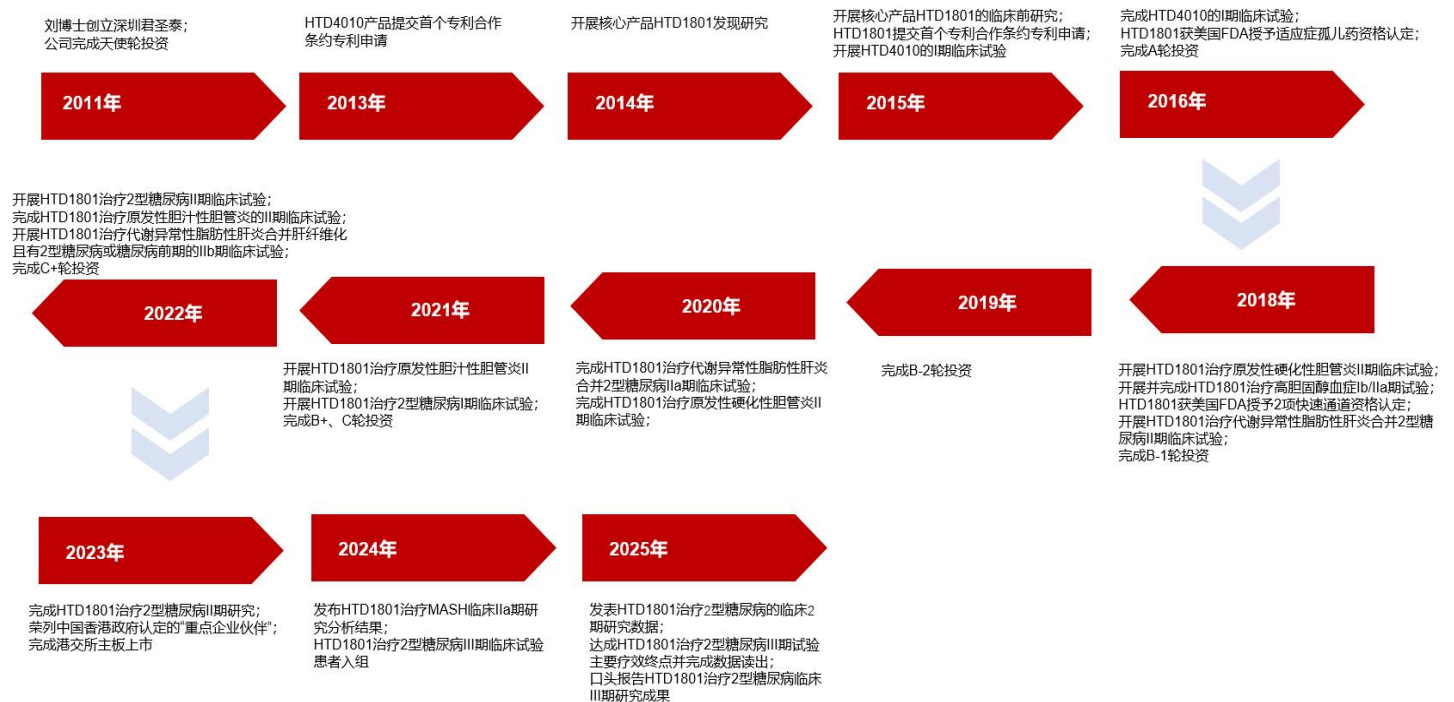 刘博士创立深圳君圣泰；
公司完成天使轮投资
2011年
HTD4010产品提交首个专利合作
条约专利申请
2013年
开展核心产品HTD1801发现研究
2014年
开展核心产品HTD1801的临床前研究；
HTD1801提交首个专利合作条约专利申请；
开展HTD4010的I期临床试验
2015年
完成HTD4010的I期临床试验；
HTD1801获美国FDA授予适应症孤儿药资格认定；
完成A轮投资
2016年
2018年
开展HTD1801治疗原发性硬化性胆管炎II期临床试验；
开展并完成HTD1801治疗高胆固醇血症Ib/IIa期试验；
HTD1801获美国FDA授予2项快速通道资格认定；
开展HTD1801治疗代谢异常性脂肪性肝炎合并2型糖
尿病II期临床试验；
完成B-1轮投资
2019年
完成B-2轮投资
2020年
完成HTD1801治疗代谢异常性脂肪性肝炎
合并2型糖尿病IIa期临床试验；
完成HTD1801治疗原发性硬化性胆管炎II
期临床试验；
2021年
开展HTD1801治疗原发性胆汁性胆管炎II
期临床试验；
开展HTD1801治疗2型糖尿病I期临床试验；
完成B+、C轮投资
开展HTD1801治疗2型糖尿病II期临床试验；
完成HTD1801治疗原发性胆汁性胆管炎的II期临床试验；
开展HTD1801治疗代谢异常性脂肪性肝炎合并肝纤维化
且有2型糖尿病或糖尿病前期的IIb期临床试验；
完成C+轮投资
2022年
2023年
完成HTD1801治疗2型糖尿病II期研究；
荣列中国香港政府认定的“重点企业伙伴”；
完成港交所主板上市
2024年
发布HTD1801治疗MASH临床IIa期研
究分析结果；
HTD1801治疗2型糖尿病III期临床试验
患者入组
2025年
发表HTD1801治疗2型糖尿病的临床2
期研究数据；
达成HTD1801治疗2型糖尿病III期试验
主要疗效终点并完成数据读出；
口头报告HTD1801治疗2型糖尿病临床
III期研究成果